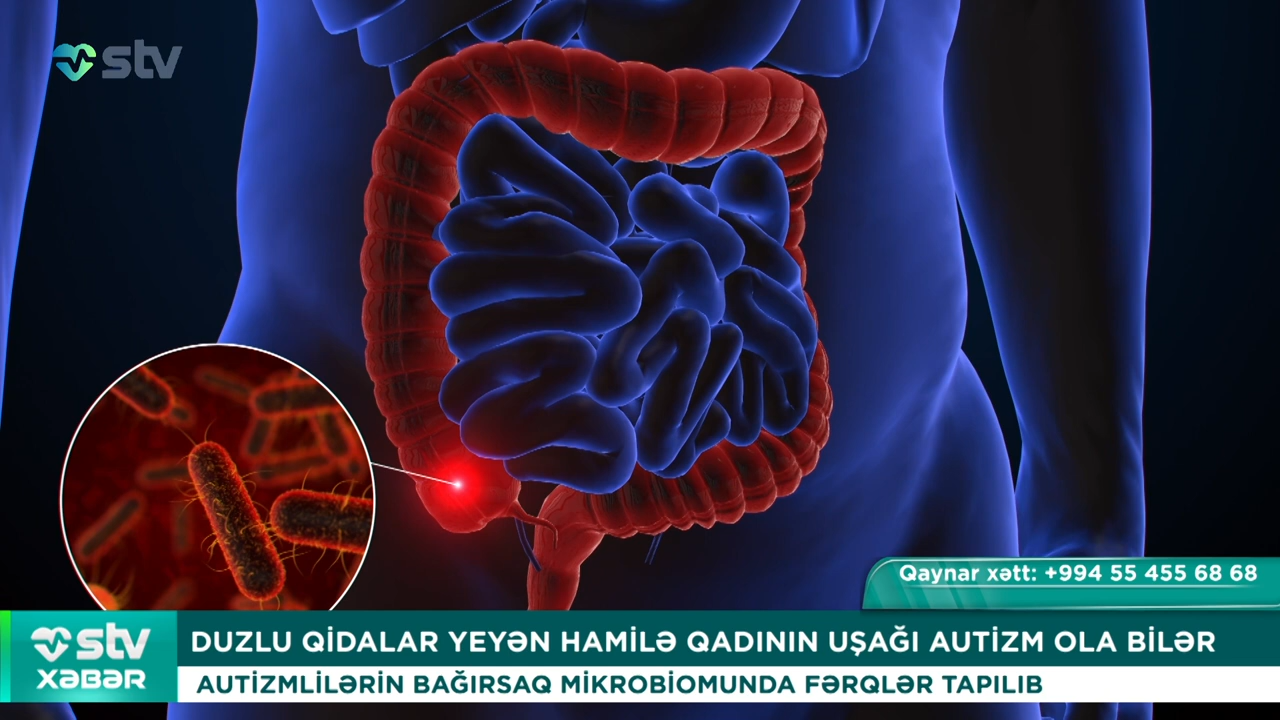 stv
Qaynar xətt: +994 55 455 68 68
stv
XƏBƏR
DUZLU QİDALAR YEYƏN HAMİLƏ QADININ UŞAĞI AUTİZM OLA BİLƏR
AUTİZMLİLƏRİN BAĞIRSAQ MİKROBİOMUNDA FƏRQLƏR TAPILIB